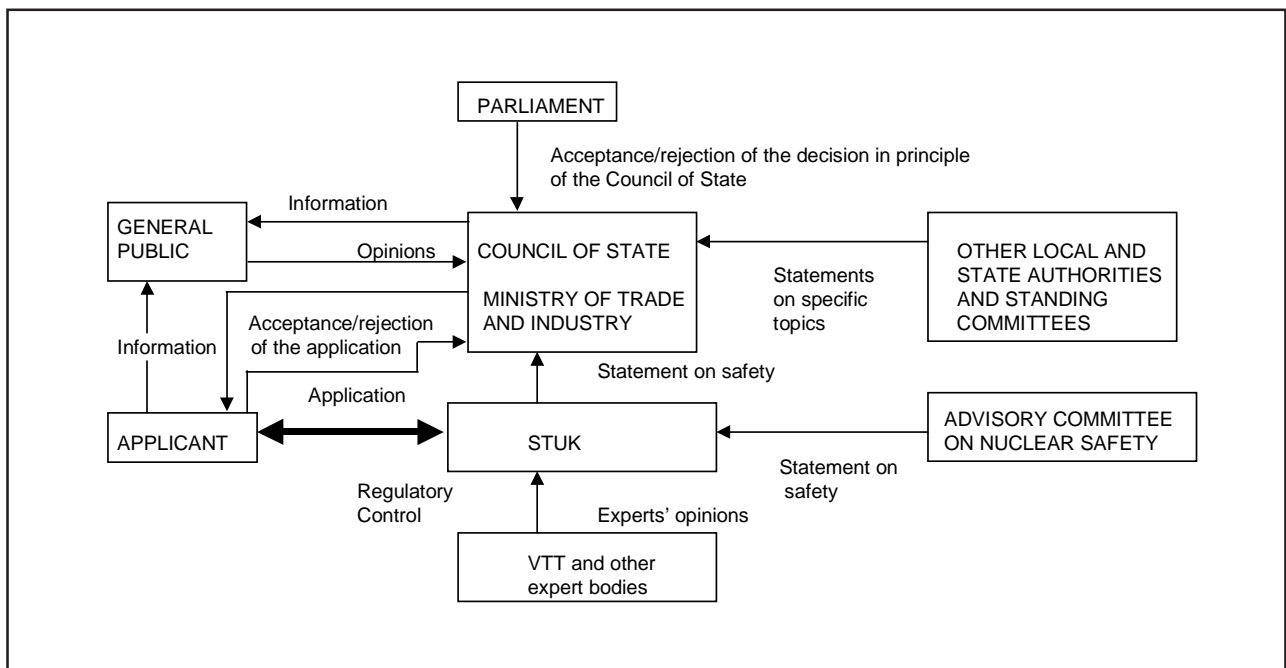 PARLIAMENT
Acceptance/rejection of the decision in principle
of the Council of State
Information
GENERAL
PUBLIC
Opinions
COUNCIL OF STATE
MINISTRY OF TRADE
AND INDUSTRY
OTHER LOCAL AND
STATE AUTHORITIES
AND STANDING
COMMITTEES
Statements
on specific
topics
Acceptance/rejection
of the application
Information
Statement on safety
Application
APPLICANT
STUK
ADVISORY COMMITTEE
ON NUCLEAR SAFETY
Statement on
safety
Regulatory
Control
Experts’ opinions
VTT and other
expert bodies